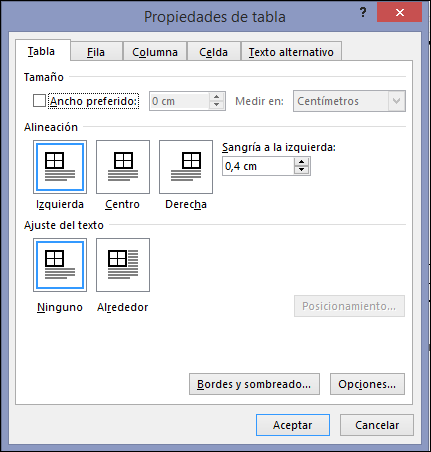 Propiedades de tabla
Tabla Fila Columna Celda Texto alternativo
Tamaño
Ancho preferido: 0 cm Medir en: Centímetros
Alineación
Sangría a la izquierda:
0,4 cm
Izquierda Centro Derecha
Ajuste del texto
Ninguno Alrededor
Posicionamiento...
Bordes y sombreado... Opciones...
Aceptar Cancelar